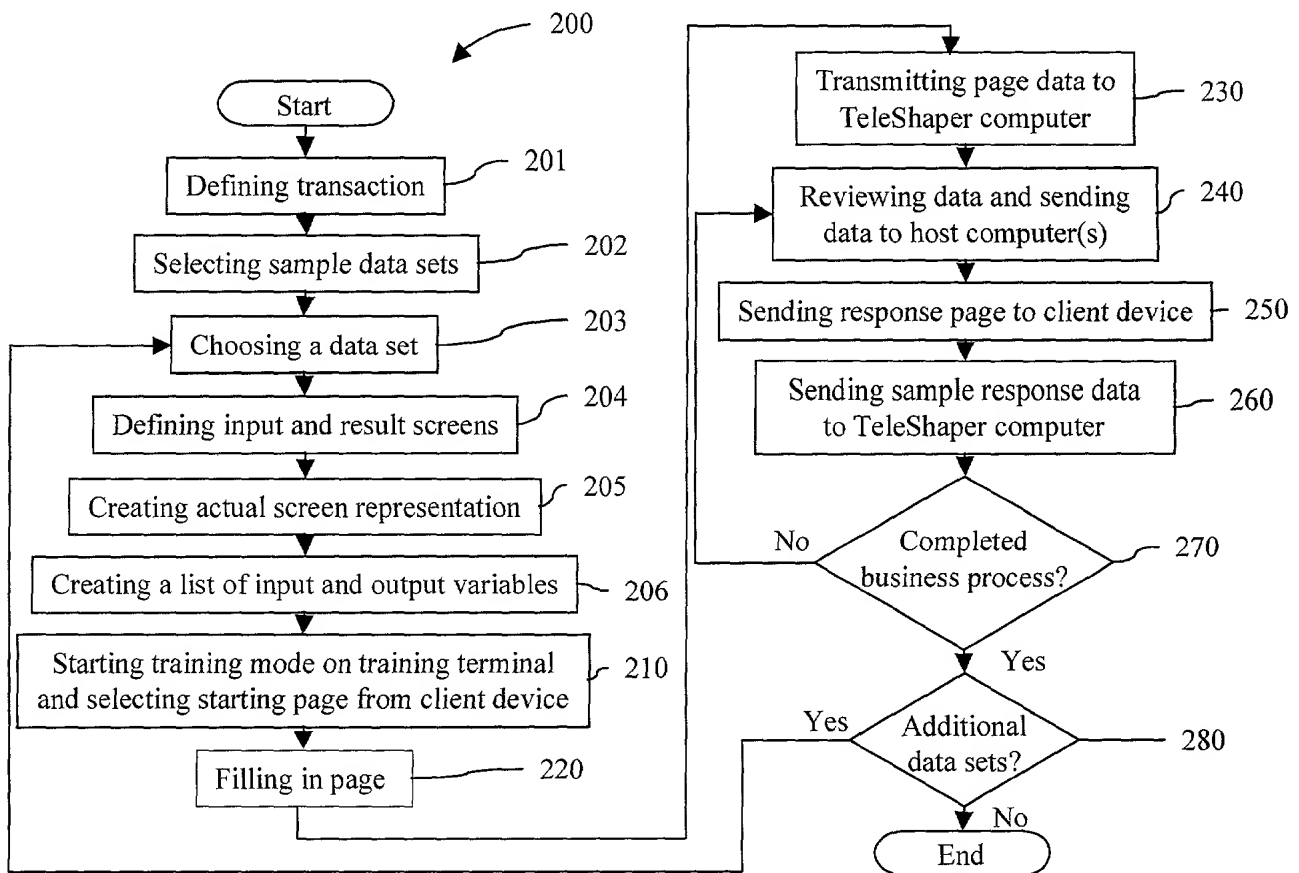 200
Start
Defining transaction
201
Selecting sample data sets
202
Choosing a data set
203
Defining input and result screens
204
Creating actual screen representation
205
Creating a list of input and output variables
206
Starting training mode on training terminal
and selecting starting page from client device
210
Filling in page
220
Transmitting page data to
TeleShaper computer
230
Reviewing data and sending
data to host computer(s)
240
Sending response page to client device
250
Sending sample response data
to TeleShaper computer
260
No
Completed
business process?
270
Yes
Yes
Additional
data sets?
280
No
End